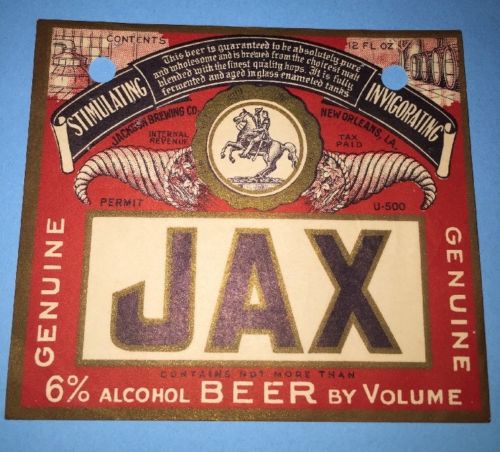 CONTENTS 12 FL. OZ.
STIMULATING
This beer is guaranteed to be absolutely pure
and wholesome and is brewed from the choicest malt
blended with the finest quality hops. It is fully
fermented and aged in glass enameled tanks
INVIGORATING
JACKSON BREWING CO. NEW ORLEANS, LA.
INTERNAL REVENUE TAX PAID
PERMIT U-500
GENUINE
JAX
GENUINE
CONTAINS NOT MORE THAN
6% ALCOHOL BEER BY VOLUME